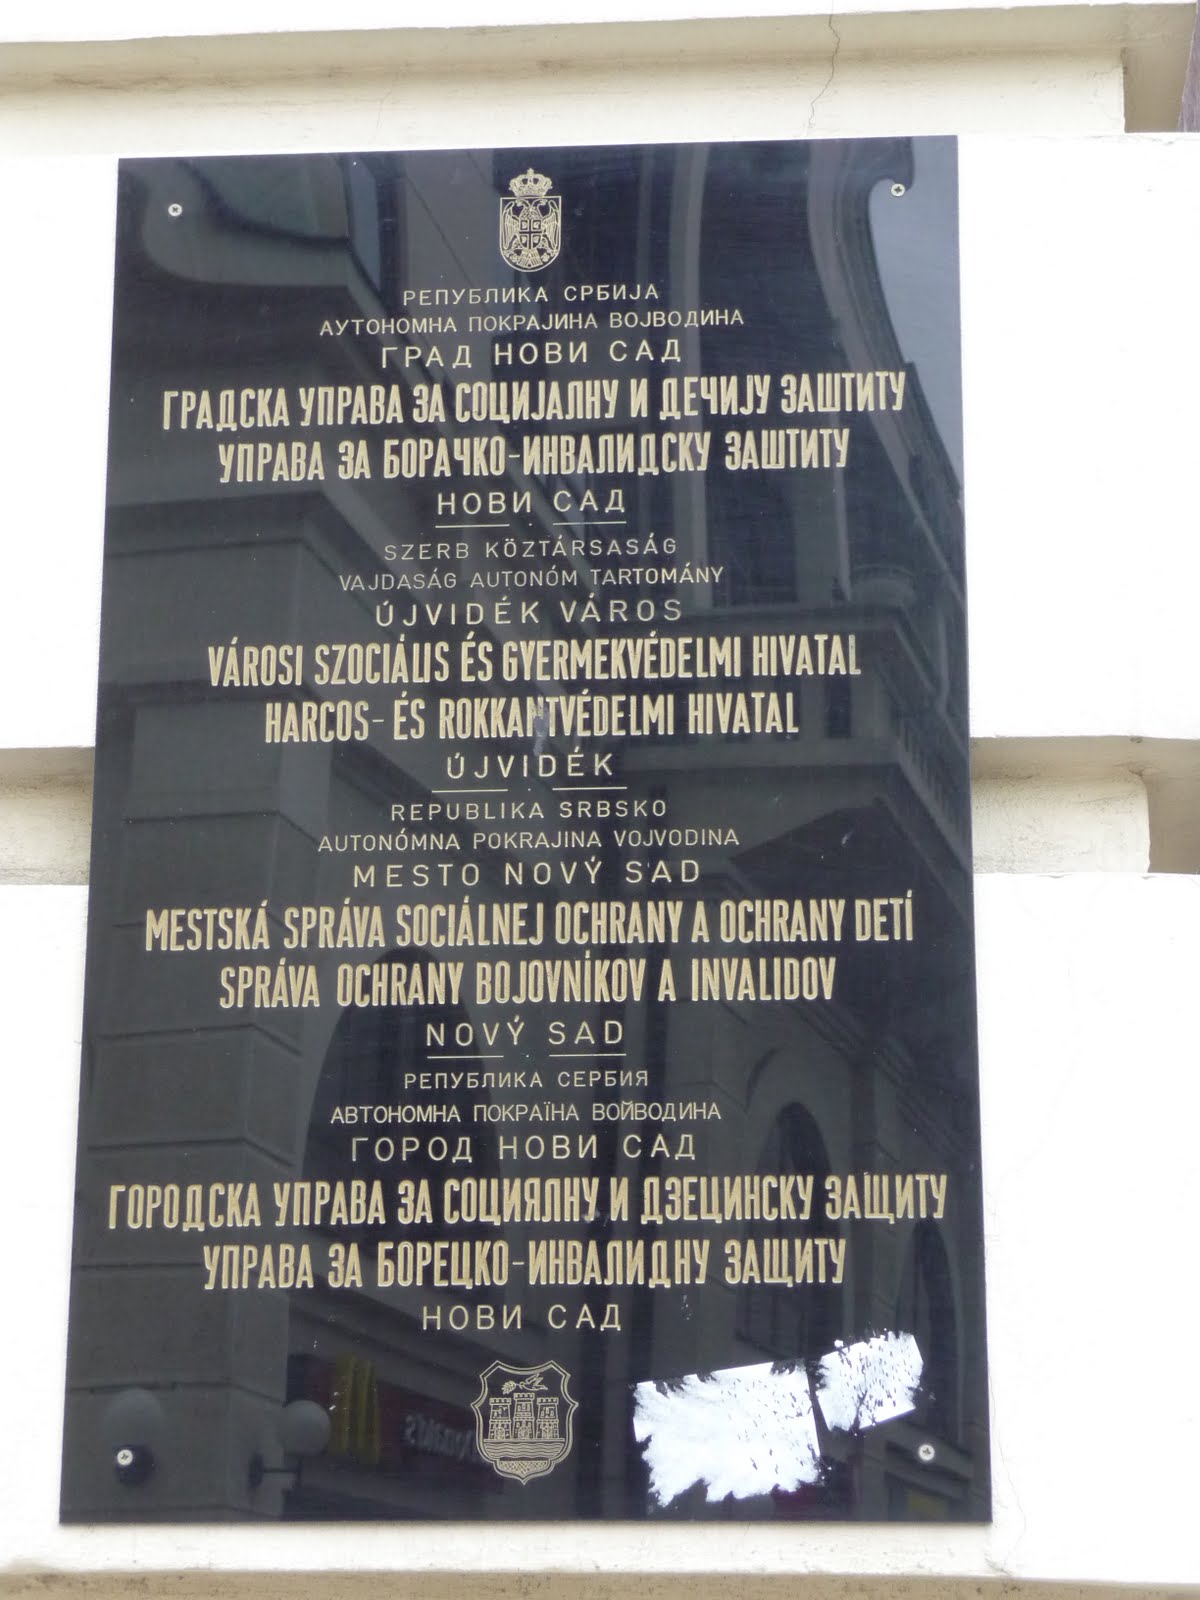 РЕПУБЛИКА СРБИЈА
АУТОНОМНА ПОКРАЈИНА ВОЈВОДИНА
ГРАД НОВИ САД
ГРАДСКА УПРАВА ЗА СОЦИЈАЛНУ И ДЕЧИЈУ ЗАШТИТУ
УПРАВА ЗА БОРАЧКО-ИНВАЛИДСКУ ЗАШТИТУ
НОВИ САД
SZERB KÖZTÁRSASÁG
VAJDASÁG AUTONÓM TARTOMÁNY
ÚJVIDÉK VÁROS
VÁROSI SZOCIÁLIS ÉS GYERMEKVÉDELMI HIVATAL
HARCOS- ÉS ROKKANTVÉDELMI HIVATAL
ÚJVIDÉK
REPUBLIKA SRBSKO
AUTONÓMNA POKRAJINA VOJVODINA
MESTO NOVÝ SAD
MESTSKÁ SPRÁVA SOCIÁLNEJ OCHRANY A OCHRANY DETÍ
SPRÁVA OCHRANY BOJOVNÍKOV A INVALIDOV
NOVÝ SAD
РЕПУБЛИКА СЕРБИЯ
АВТОНОМНА ПОКРАЇНА ВОЙВОДИНА
ГОРОД НОВИ САД
ГОРОДСКА УПРАВА ЗА СОЦИЯЛНУ И ДЗЕЦИНСКУ ЗАЩИТУ
УПРАВА ЗА БОРЕЦКО-ИНВАЛИДНУ ЗАЩИТУ
НОВИ САД